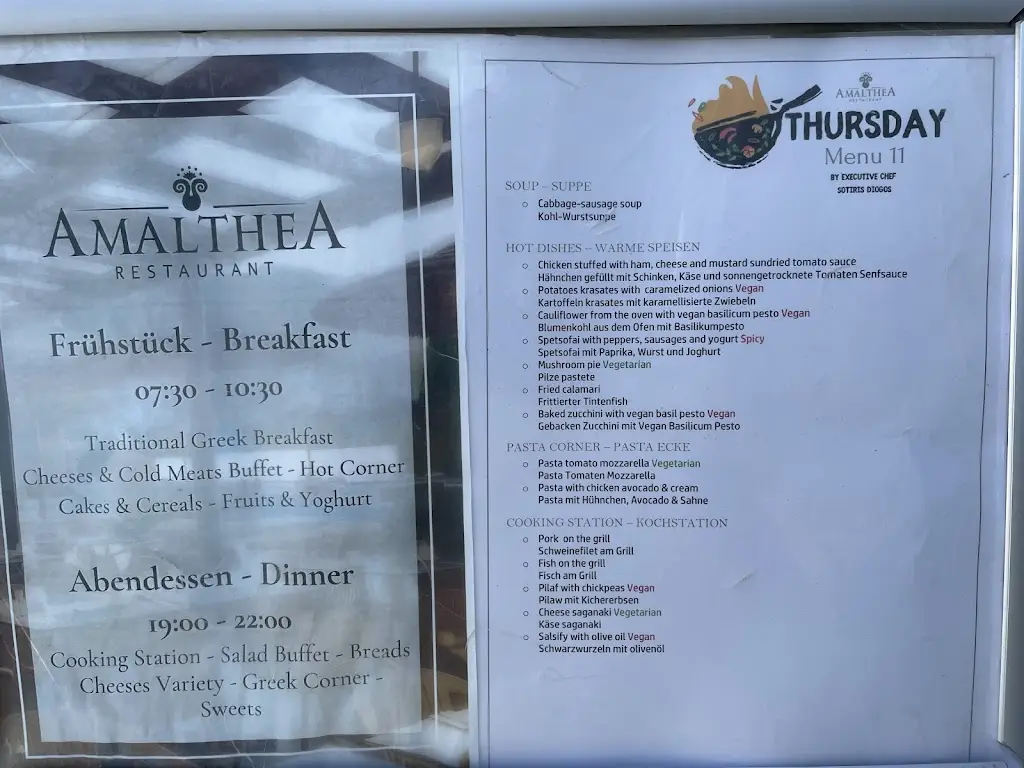 AMALTHEA
RESTAURANT
Frühstück - Breakfast
07:30 - 10:30
Traditional Greek Breakfast
Cheeses & Cold Meats Buffet - Hot Corner
Cakes & Cereals - Fruits & Yoghurt
Abendessen - Dinner
19:00 - 22:00
Cooking Station - Salad Buffet - Breads
Cheeses Variety - Greek Corner -
Sweets
AMALTHEA
RESTAURANT
THURSDAY
Menu 11
BY EXECUTIVE CHEF
SOTIRIS DIOGOS
SOUP – SUPPE
Cabbage-sausage soup
Kohl-Wurstsuppe
HOT DISHES – WARME SPEISEN
Chicken stuffed with ham, cheese and mustard sundried tomato sauce
Hähnchen gefüllt mit Schinken, Käse und sonnengetrocknete Tomaten Senfsauce
Potatoes krasates with caramelized onions Vegan
Kartoffeln krasates mit karamellisierte Zwiebeln
Cauliflower from the oven with vegan basilicum pesto Vegan
Blumenkohl aus dem Ofen mit Basilikumpesto
Spetsofai with peppers, sausages and yogurt Spicy
Spetsofai mit Paprika, Wurst und Joghurt
Mushroom pie Vegetarian
Pilze pastete
Fried calamari
Frittierter Tintenfish
Baked zucchini with vegan basil pesto Vegan
Gebacken Zucchini mit Vegan Basilicum Pesto
PASTA CORNER – PASTA ECKE
Pasta tomato mozzarella Vegetarian
Pasta Tomaten Mozzarella
Pasta with chicken avocado & cream
Pasta mit Hühnchen, Avocado & Sahne
COOKING STATION – KOCHSTATION
Pork on the grill
Schweinefilet am Grill
Fish on the grill
Fisch am Grill
Pilaf with chickpeas Vegan
Pilaw mit Kichererbsen
Cheese saganaki Vegetarian
Käse saganaki
Salsify with olive oil Vegan
Schwarzwurzeln mit olivenöl